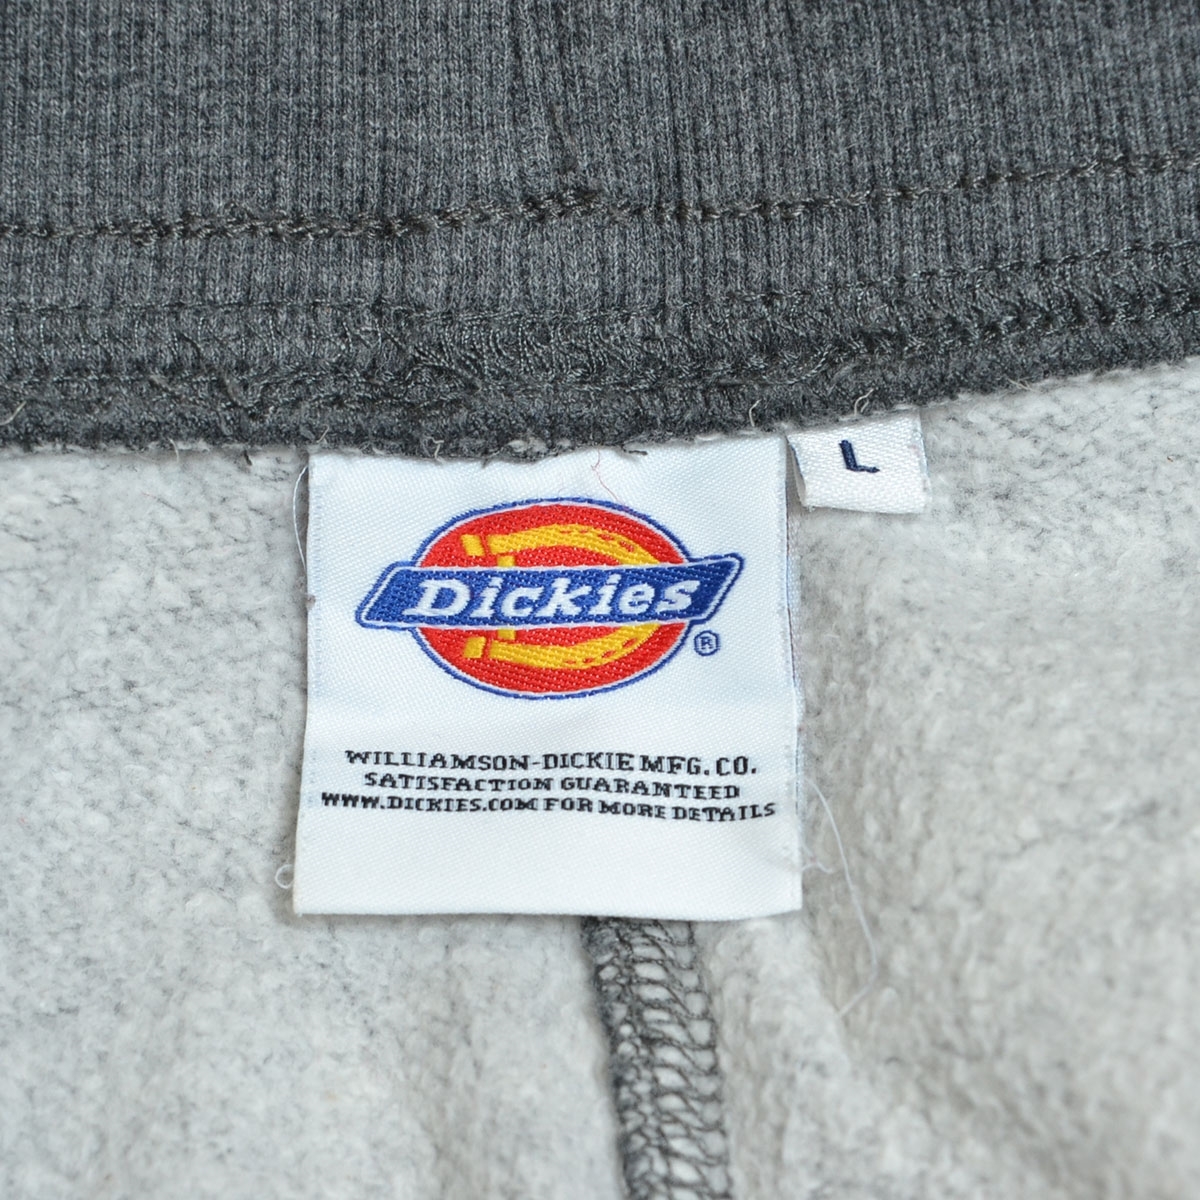 L
Dickies
®
WILLIAMSON-DICKIE MFG. CO.
SATISFACTION GUARANTEED
WWW.DICKIES.COM FOR MORE DETAILS